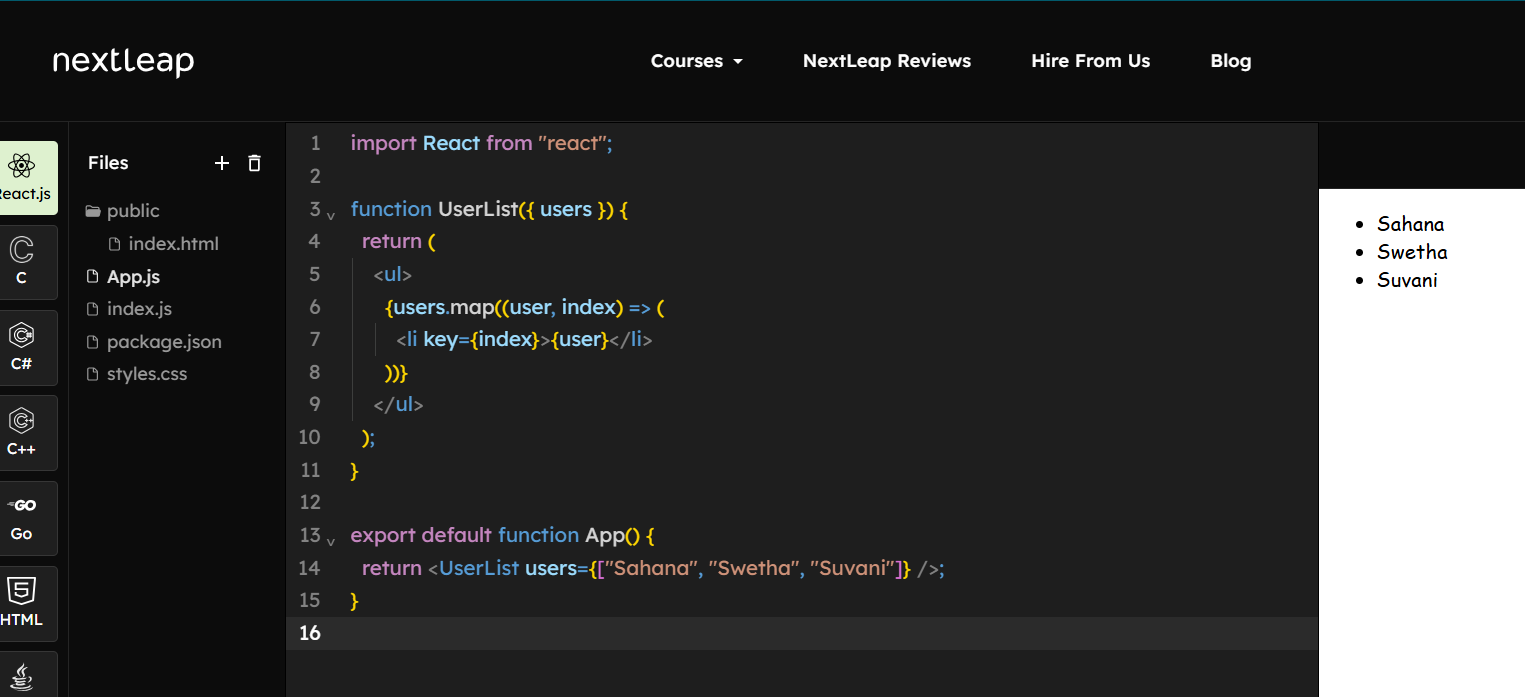 nextleap
Courses
NextLeap Reviews
Hire From Us
Blog
React.js
C
C
C#
C++
GO
Go
5
HTML
Files
public
index.html
App.js
index.js
package.json
styles.css
1 import React from "react";
2
3 function UserList({ users }) {
4 return (
5 <ul>
6 {users.map((user, index) => (
7 <li key={index}>{user}</li>
8 ))}
9 </ul>
10 );
11 }
12
13 export default function App() {
14 return <UserList users={["Sahana", "Swetha", "Suvani"]} />;
15 }
16
Sahana
Swetha
Suvani